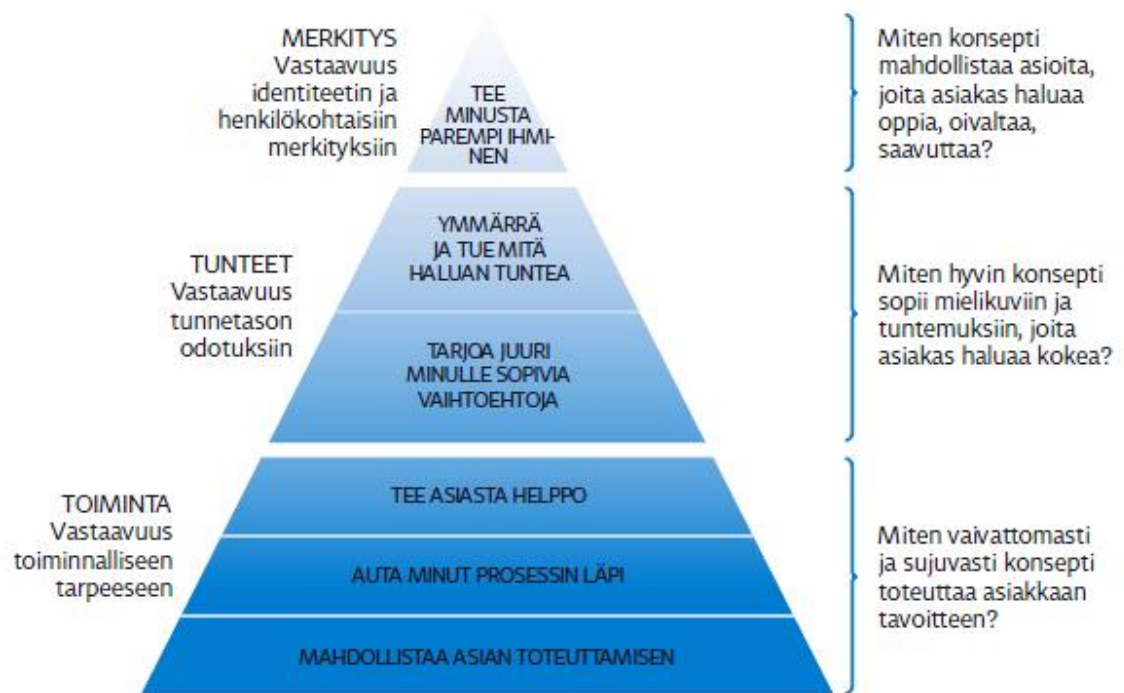 MERKITYS
Vastaavuus
identiteetin ja
henkilökohtaisiin
merkityksiin
TEE
MINUSTA
PAREMPI IHMI-
NEN
Miten konsepti
mahdollistaa asioita,
joita asiakas haluaa
oppia, oivaltaa,
saavuttaa?
TUNTEET
Vastaavuus
tunnetason
odotuksiin
YMMÄRRÄ
JA TUE MITÄ
HALUAN TUNTEA
TARJOA JUURI
MINULLE SOPIVIA
VAIHTOEHTOJA
Miten hyvin konsepti
sopii mielikuviin ja
tuntemuksiin, joita
asiakas haluaa kokea?
TOIMINTA
Vastaavuus
toiminnalliseen
tarpeeseen
TEE ASIASTA HELPPO
AUTA MINUT PROSESSIN LÄPI
MAHDOLLISTAA ASIAN TOTEUTTAMISEN
Miten vaivattomasti
ja sujuvasti konsepti
toteuttaa asiakkaan
tavoitteen?